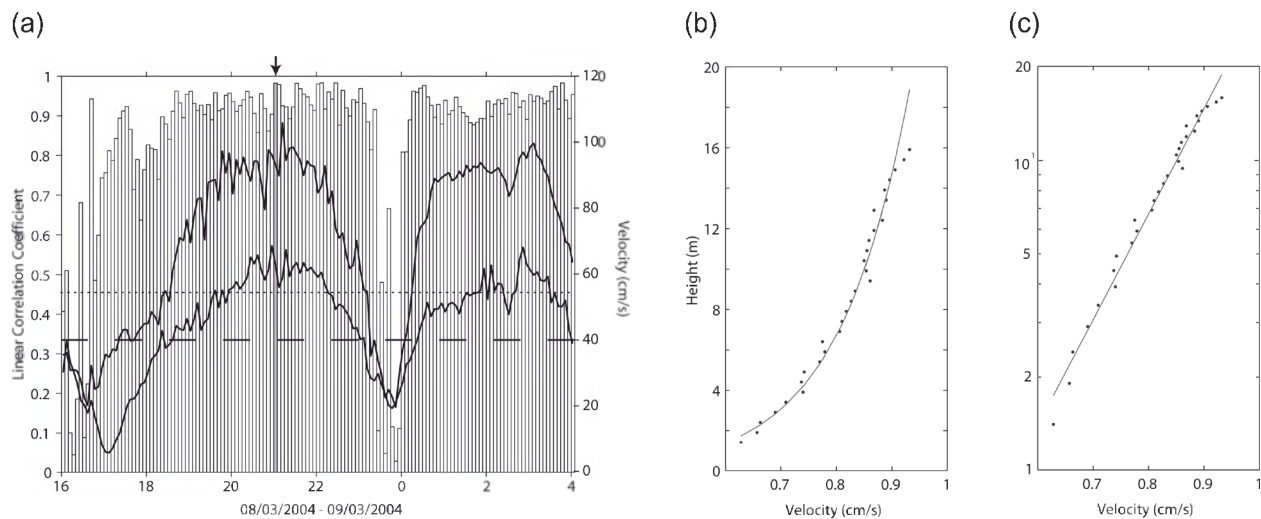 (a)
(b)
(c)
1
0.9
0.8
0.7
0.6
0.5
0.4
0.3
0.2
0.1
0
Linear Correlation Coefficient
120
100
80
60
40
20
0
Velocity (cm/s)
16 18 20 22 0 2 4
08/03/2004 - 09/03/2004
20
16
12
8
4
0
Height (m)
0.7 0.8 0.9 1
Velocity (cm/s)
20
10¹
5
2
1
0.7 0.8 0.9 1
Velocity (cm/s)